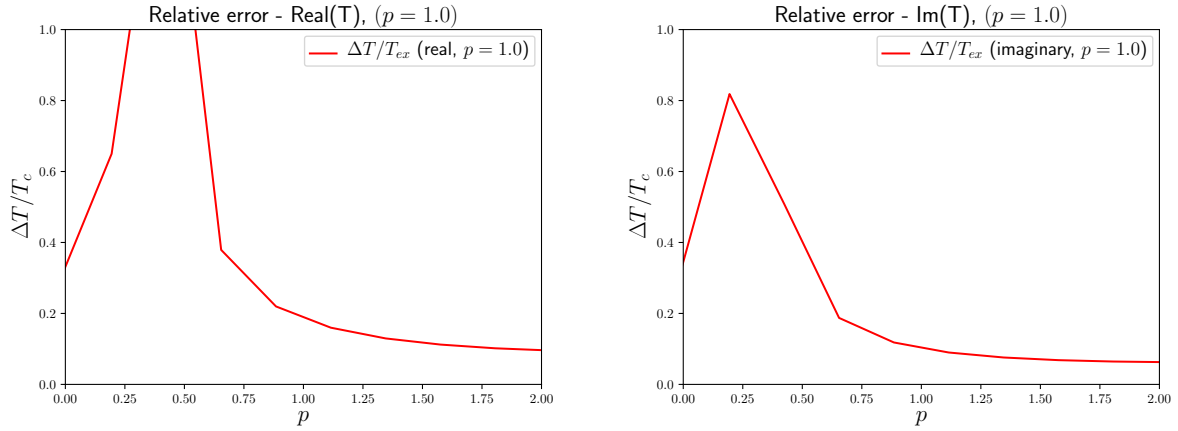 Relative error - Real(T), (p = 1.0)
ΔT/T_{ex} (real, p = 1.0)
ΔT/T_c
1.0
0.8
0.6
0.4
0.2
0.0
0.00 0.25 0.50 0.75 1.00 1.25 1.50 1.75 2.00
p
Relative error - Im(T), (p = 1.0)
ΔT/T_{ex} (imaginary, p = 1.0)
ΔT/T_c
1.0
0.8
0.6
0.4
0.2
0.0
0.00 0.25 0.50 0.75 1.00 1.25 1.50 1.75 2.00
p